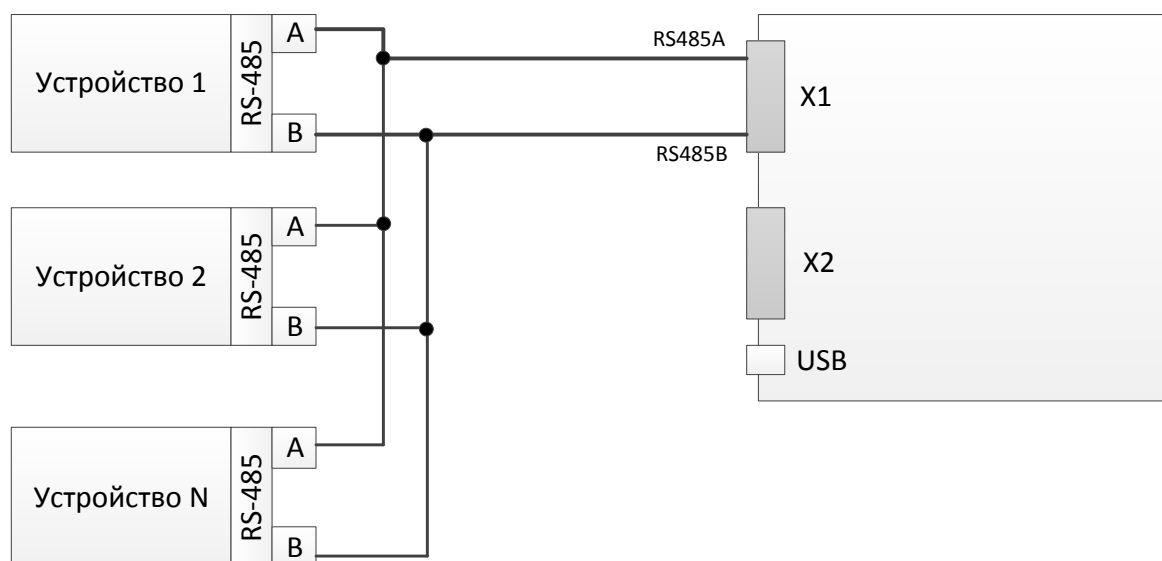 Устройство 1
RS-485
A
B
RS485A
RS485B
X1
Устройство 2
RS-485
A
B
X2
USB
Устройство N
RS-485
A
B